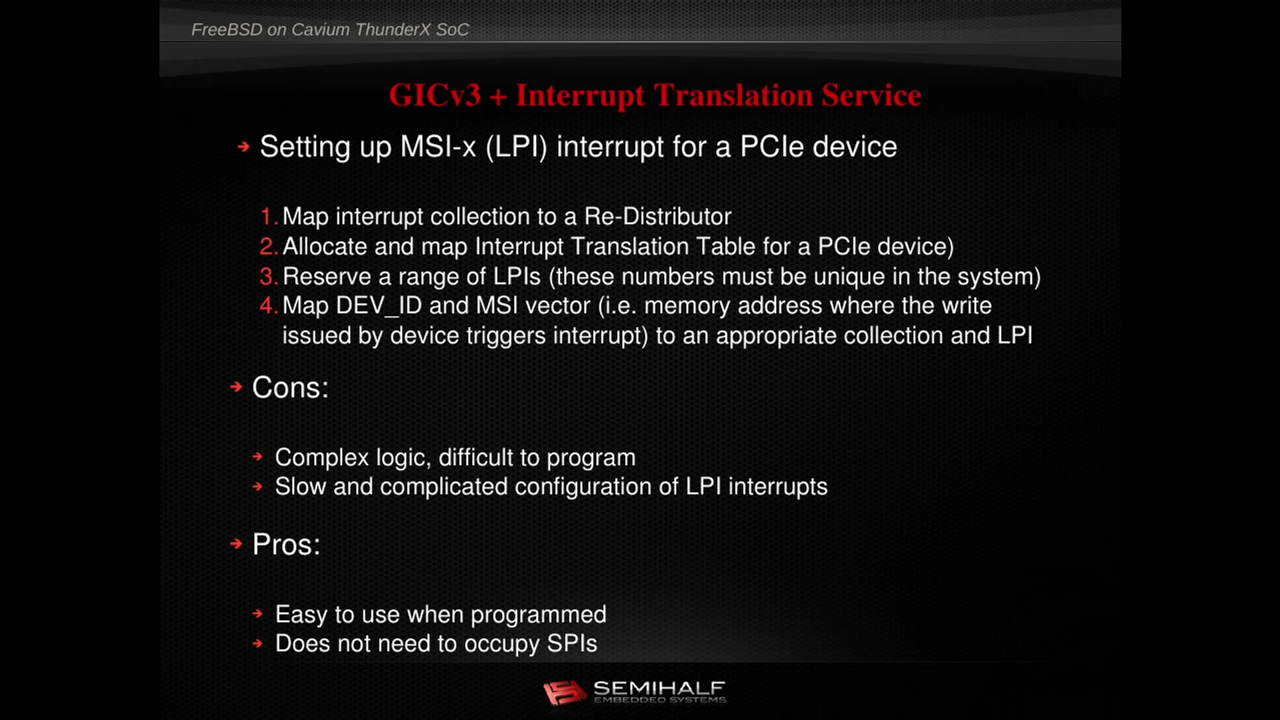 FreeBSD on Cavium ThunderX SoC
GICv3 + Interrupt Translation Service
Setting up MSI-x (LPI) interrupt for a PCIe device
1. Map interrupt collection to a Re-Distributor
2. Allocate and map Interrupt Translation Table for a PCIe device)
3. Reserve a range of LPIs (these numbers must be unique in the system)
4. Map DEV_ID and MSI vector (i.e. memory address where the write
issued by device triggers interrupt) to an appropriate collection and LPI
Cons:
Complex logic, difficult to program
Slow and complicated configuration of LPI interrupts
Pros:
Easy to use when programmed
Does not need to occupy SPIs
SEMIHALF
EMBEDDED SYSTEMS